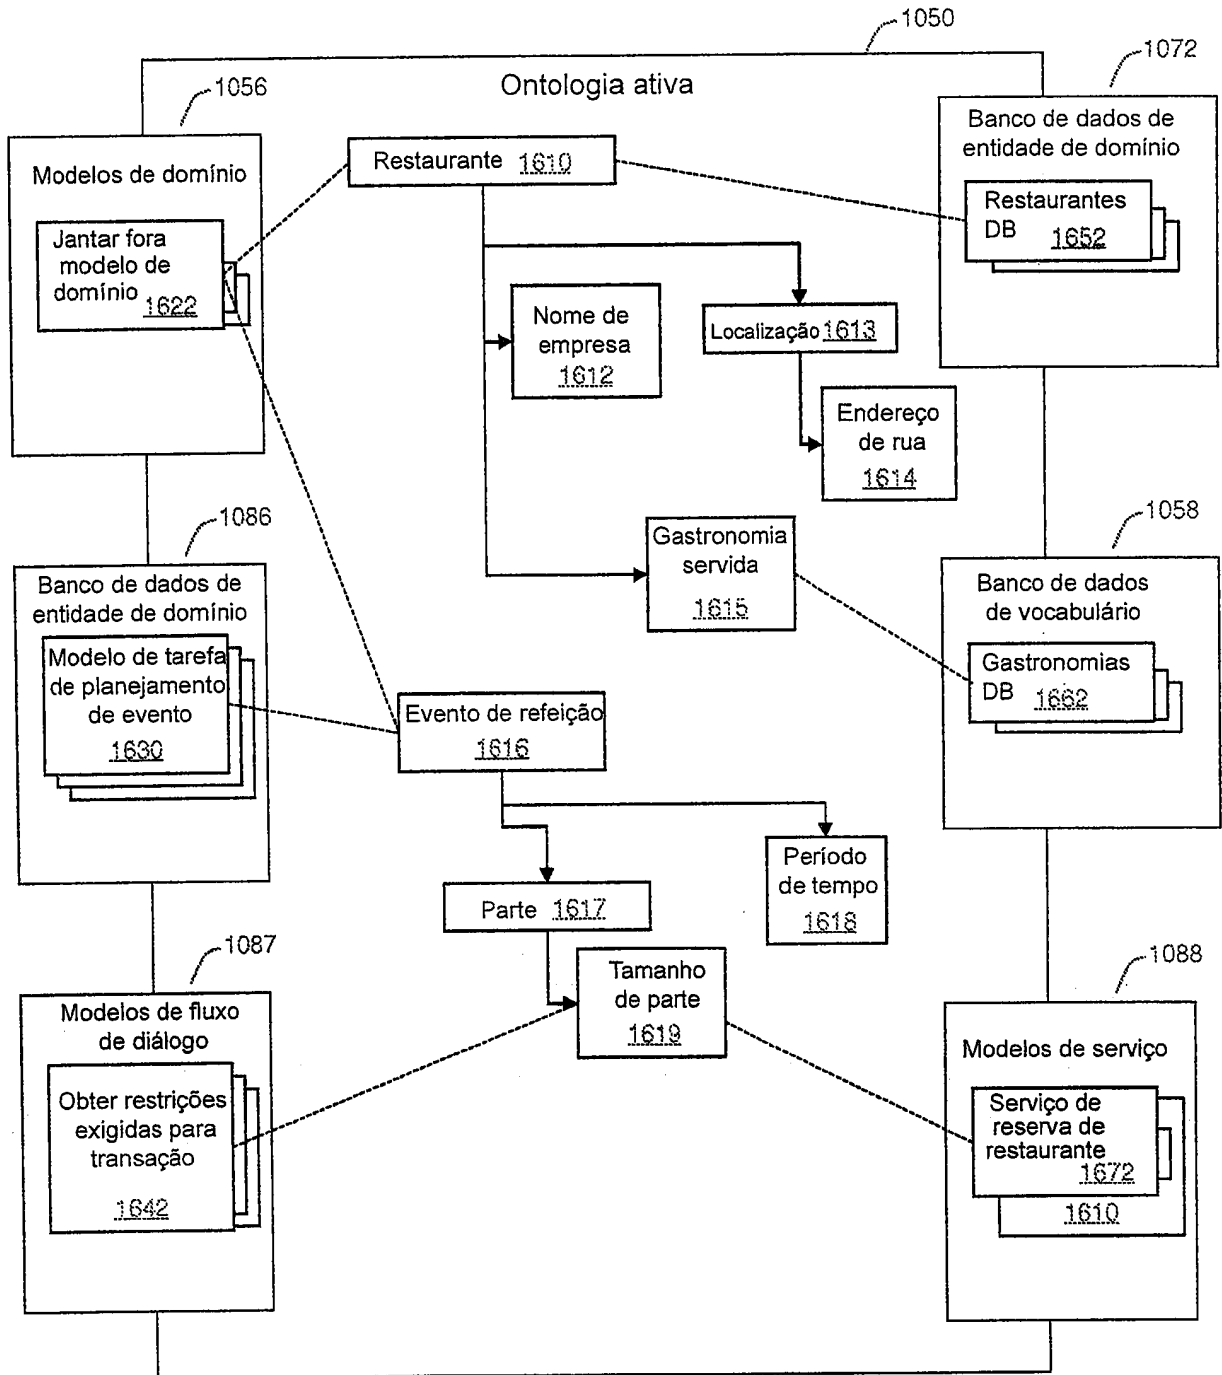 1050
Ontologia ativa
1056
Modelos de domínio
Jantar fora
modelo de
domínio 1622
1072
Banco de dados de
entidade de domínio
Restaurantes
DB 1652
Restaurante 1610
Nome de
empresa
1612
Localização 1613
Endereço
de rua
1614
Gastronomia
servida
1615
1086
Banco de dados de
entidade de domínio
Modelo de tarefa
de planejamento
de evento
1630
1058
Banco de dados
de vocabulário
Gastronomias
DB 1662
Evento de refeição
1616
Período
de tempo
1618
Parte 1617
Tamanho
de parte
1619
1087
Modelos de fluxo
de diálogo
Obter restrições
exigidas para
transação
1642
1088
Modelos de serviço
Serviço de
reserva de
restaurante
1672
1610